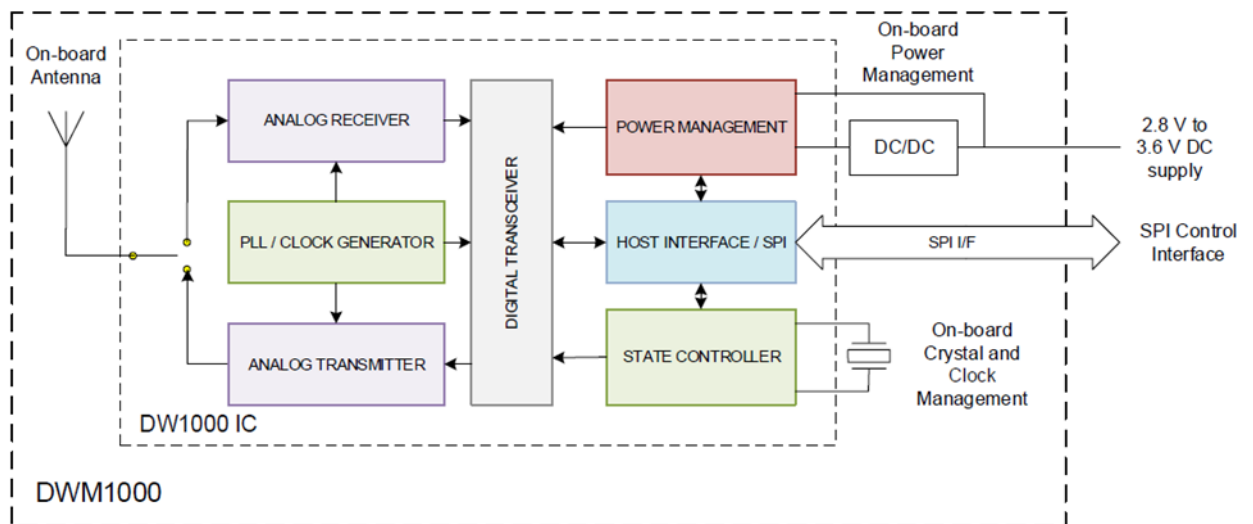 On-board
Antenna
On-board
Power
Management
ANALOG RECEIVER
POWER MANAGEMENT
DC/DC
2.8 V to
3.6 V DC
supply
PLL / CLOCK GENERATOR
DIGITAL TRANSCEIVER
HOST INTERFACE / SPI
SPI I/F
SPI Control
Interface
ANALOG TRANSMITTER
STATE CONTROLLER
On-board
Crystal and
Clock
Management
DW1000 IC
DWM1000